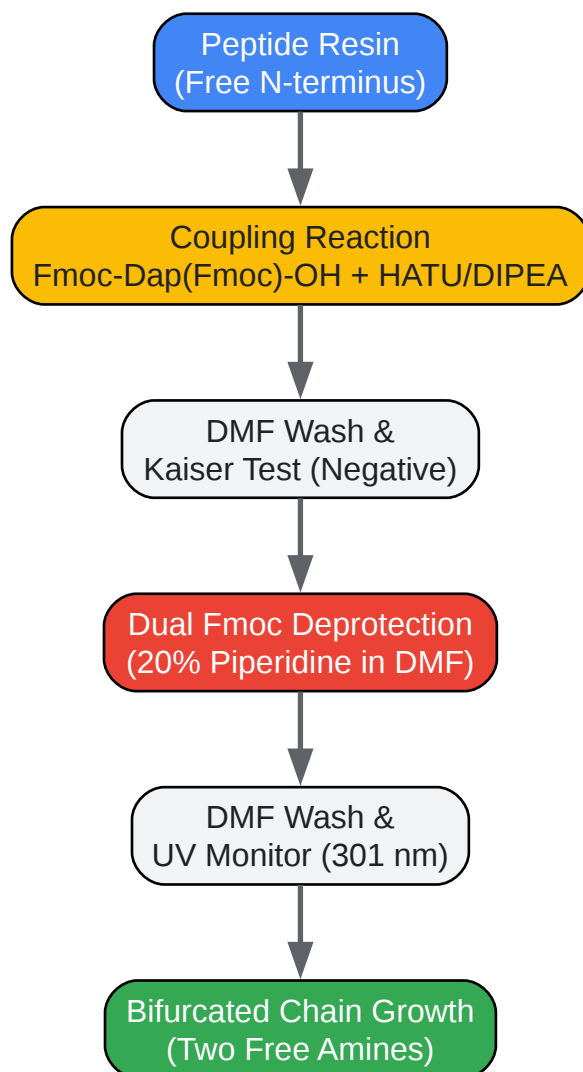 Peptide Resin
(Free N-terminus)
Coupling Reaction
Fmoc-Dap(Fmoc)-OH + HATU/DIPEA
DMF Wash &
Kaiser Test (Negative)
Dual Fmoc Deprotection
(20% Piperidine in DMF)
DMF Wash &
UV Monitor (301 nm)
Bifurcated Chain Growth
(Two Free Amines)